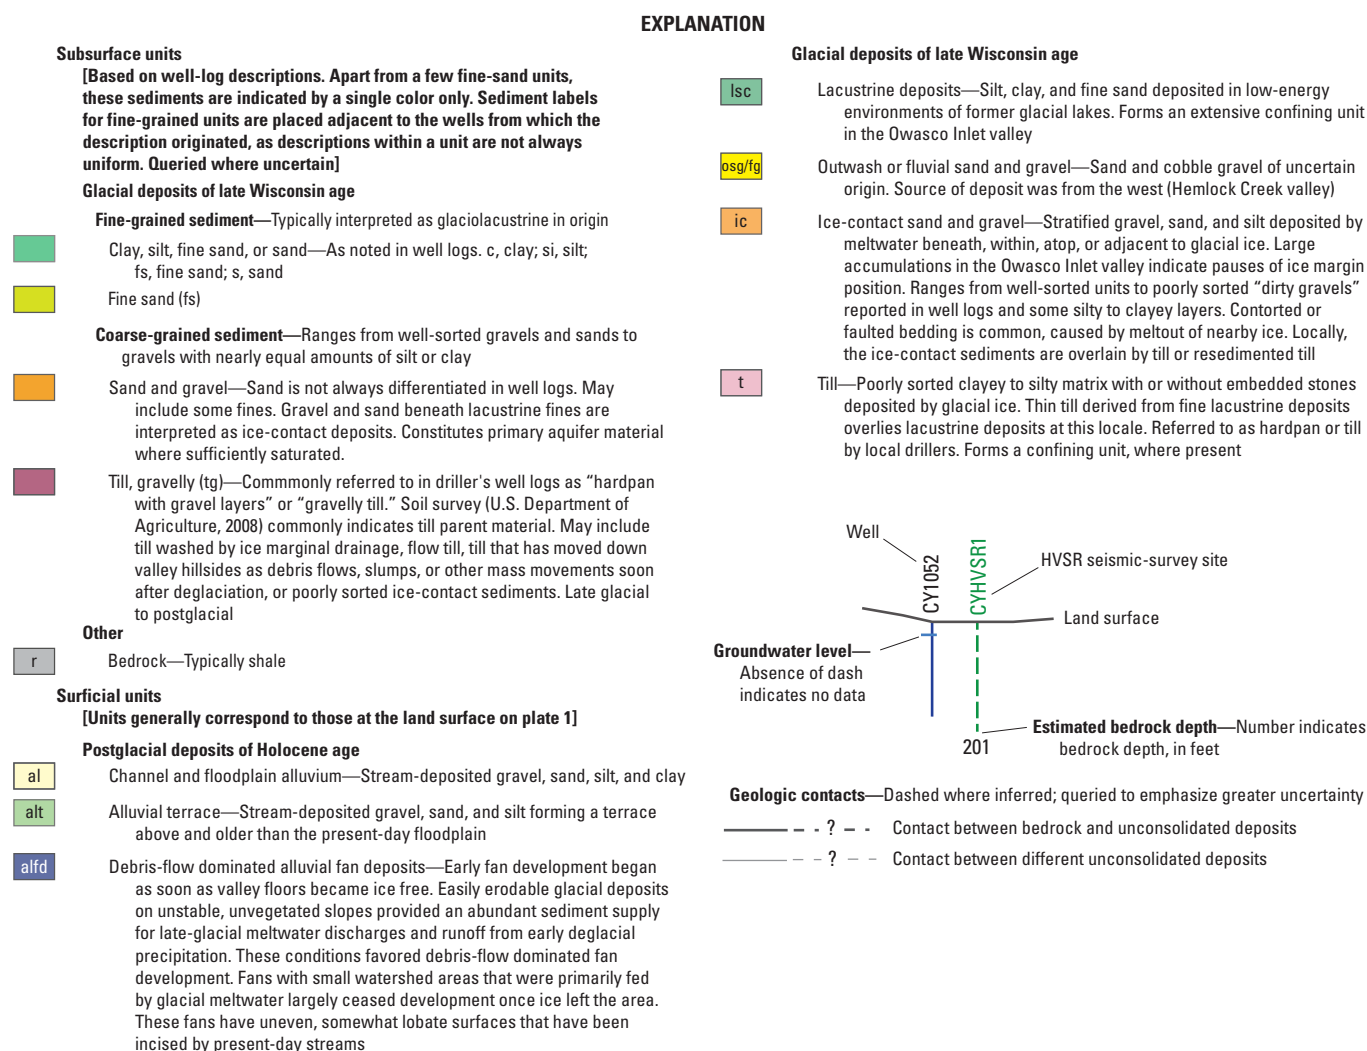 EXPLANATION
Subsurface units
[Based on well-log descriptions. Apart from a few fine-sand units,
these sediments are indicated by a single color only. Sediment labels
for fine-grained units are placed adjacent to the wells from which the
description originated, as descriptions within a unit are not always
uniform. Queried where uncertain]
Glacial deposits of late Wisconsin age
Fine-grained sediment—Typically interpreted as glaciolacustrine in origin
Clay, silt, fine sand, or sand—As noted in well logs. c, clay; si, silt;
fs, fine sand; s, sand
Fine sand (fs)
Coarse-grained sediment—Ranges from well-sorted gravels and sands to
gravels with nearly equal amounts of silt or clay
Sand and gravel—Sand is not always differentiated in well logs. May
include some fines. Gravel and sand beneath lacustrine fines are
interpreted as ice-contact deposits. Constitutes primary aquifer material
where sufficiently saturated.
Till, gravelly (tg)—Commmonly referred to in driller's well logs as “hardpan
with gravel layers” or “gravelly till.” Soil survey (U.S. Department of
Agriculture, 2008) commonly indicates till parent material. May include
till washed by ice marginal drainage, flow till, till that has moved down
valley hillsides as debris flows, slumps, or other mass movements soon
after deglaciation, or poorly sorted ice-contact sediments. Late glacial
to postglacial
Other
r Bedrock—Typically shale
Surficial units
[Units generally correspond to those at the land surface on plate 1]
Postglacial deposits of Holocene age
al Channel and floodplain alluvium—Stream-deposited gravel, sand, silt, and clay
alt Alluvial terrace—Stream-deposited gravel, sand, and silt forming a terrace
above and older than the present-day floodplain
alfd Debris-flow dominated alluvial fan deposits—Early fan development began
as soon as valley floors became ice free. Easily erodable glacial deposits
on unstable, unvegetated slopes provided an abundant sediment supply
for late-glacial meltwater discharges and runoff from early deglacial
precipitation. These conditions favored debris-flow dominated fan
development. Fans with small watershed areas that were primarily fed
by glacial meltwater largely ceased development once ice left the area.
These fans have uneven, somewhat lobate surfaces that have been
incised by present-day streams
Glacial deposits of late Wisconsin age
lsc Lacustrine deposits—Silt, clay, and fine sand deposited in low-energy
environments of former glacial lakes. Forms an extensive confining unit
in the Owasco Inlet valley
osg/fg Outwash or fluvial sand and gravel—Sand and cobble gravel of uncertain
origin. Source of deposit was from the west (Hemlock Creek valley)
ic Ice-contact sand and gravel—Stratified gravel, sand, and silt deposited by
meltwater beneath, within, atop, or adjacent to glacial ice. Large
accumulations in the Owasco Inlet valley indicate pauses of ice margin
position. Ranges from well-sorted units to poorly sorted “dirty gravels”
reported in well logs and some silty to clayey layers. Contorted or
faulted bedding is common, caused by meltout of nearby ice. Locally,
the ice-contact sediments are overlain by till or resedimented till
t Till—Poorly sorted clayey to silty matrix with or without embedded stones
deposited by glacial ice. Thin till derived from fine lacustrine deposits
overlies lacustrine deposits at this locale. Referred to as hardpan or till
by local drillers. Forms a confining unit, where present
Well
CY1052
CYHVSR1
HVSR seismic-survey site
Land surface
Groundwater level—
Absence of dash
indicates no data
Estimated bedrock depth—Number indicates
bedrock depth, in feet
201
Geologic contacts—Dashed where inferred; queried to emphasize greater uncertainty
? Contact between bedrock and unconsolidated deposits
? Contact between different unconsolidated deposits